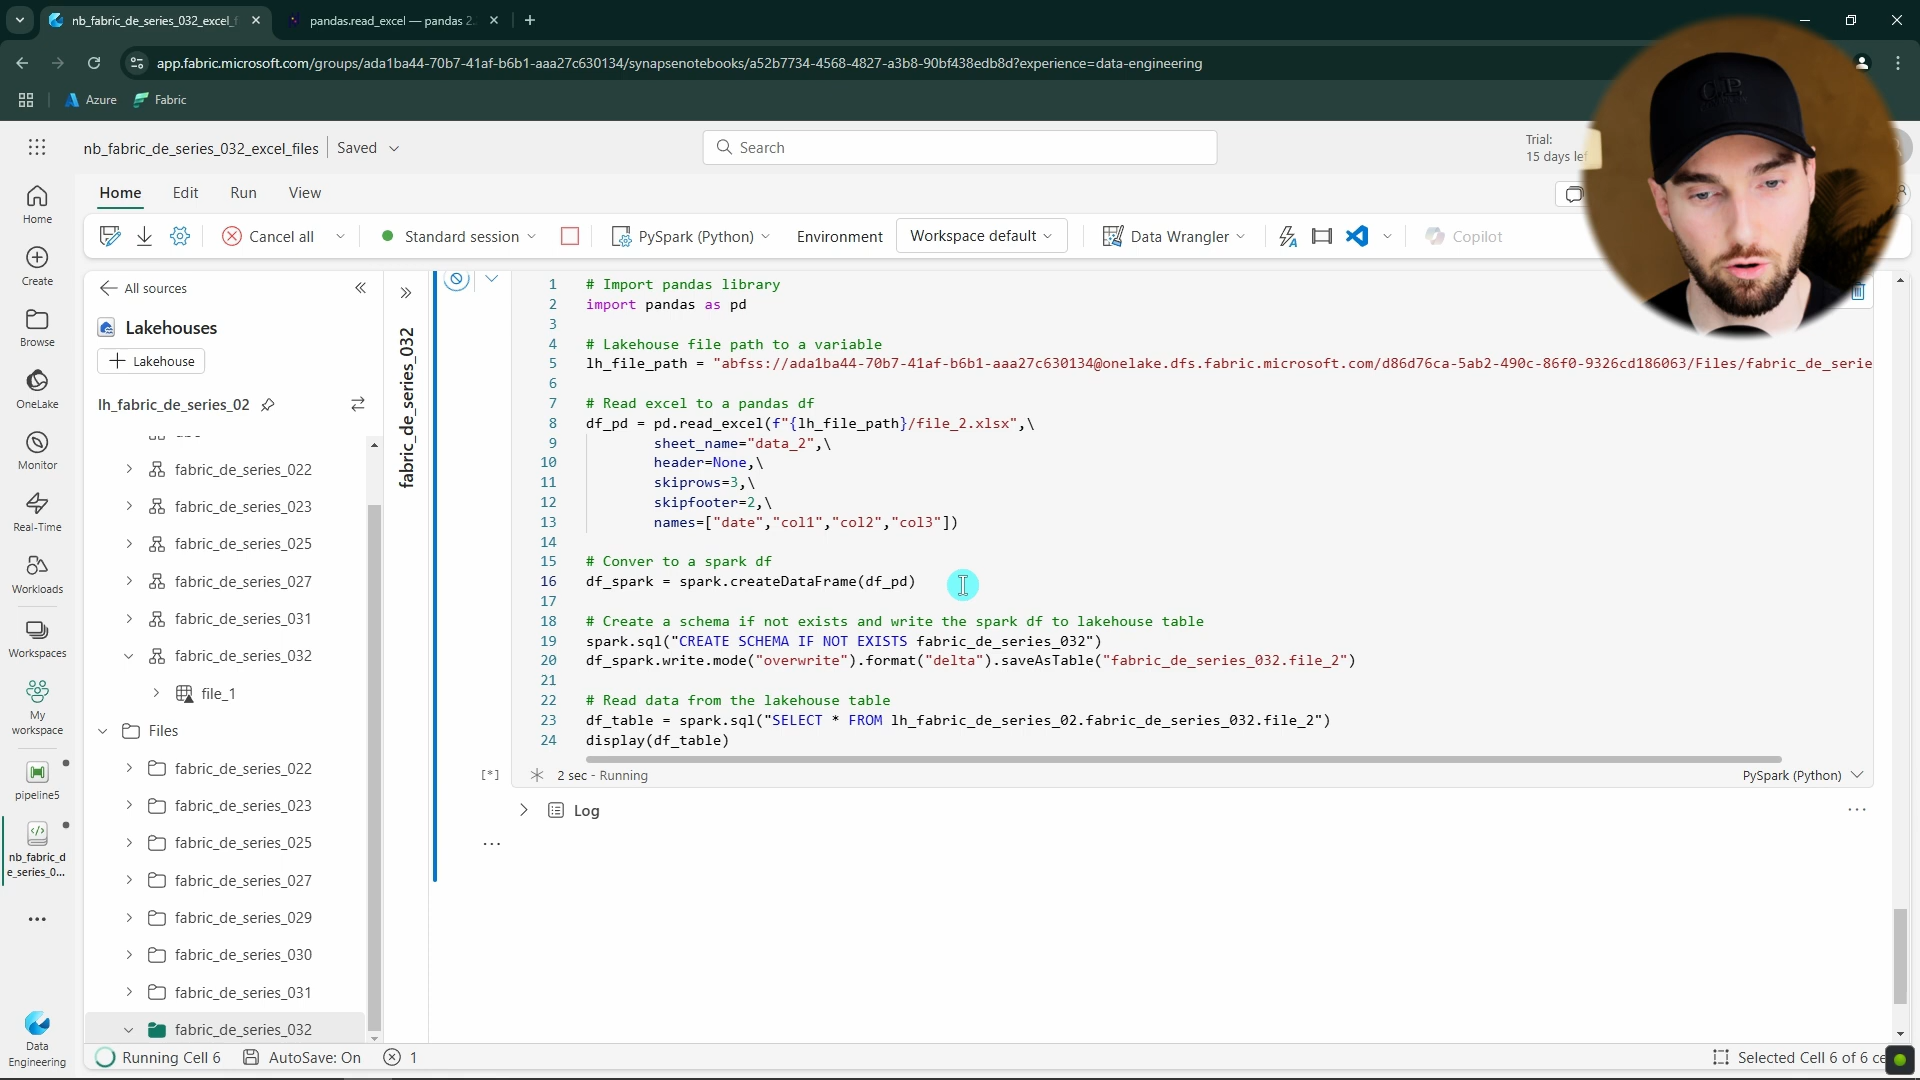 nb_fabric_de_series_032_excel_f
pandas.read_excel — pandas 2.
app.fabric.microsoft.com/groups/ada1ba44-70b7-41af-b6b1-aaa27c630134/synapsenotebooks/a52b7734-4568-4827-a3b8-90bf438edb8d?experience=data-engineering
Azure
Fabric
nb_fabric_de_series_032_excel_files
Saved
Search
Trial:
15 days lef
Home
Edit
Run
View
Cancel all
Standard session
PySpark (Python)
Environment
Workspace default
Data Wrangler
Copilot
Home
Create
Browse
OneLake
Monitor
Real-Time
Workloads
Workspaces
My
workspace
pipeline5
nb_fabric_d
e_series_0...
Data
Engineering
All sources
Lakehouses
Lakehouse
lh_fabric_de_series_02
fabric_de_series_022
fabric_de_series_023
fabric_de_series_025
fabric_de_series_027
fabric_de_series_031
fabric_de_series_032
file_1
Files
fabric_de_series_022
fabric_de_series_023
fabric_de_series_025
fabric_de_series_027
fabric_de_series_029
fabric_de_series_030
fabric_de_series_031
fabric_de_series_032
fabric_de_series_032
1 # Import pandas library
2 import pandas as pd
3
4 # Lakehouse file path to a variable
5 lh_file_path = "abfss://ada1ba44-70b7-41af-b6b1-aaa27c630134@onelake.dfs.fabric.microsoft.com/d86d76ca-5ab2-490c-86f0-9326cd186063/Files/fabric_de_serie
6
7 # Read excel to a pandas df
8 df_pd = pd.read_excel(f"{lh_file_path}/file_2.xlsx",\
9 sheet_name="data_2",\
10 header=None,\
11 skiprows=3,\
12 skipfooter=2,\
13 names=["date","col1","col2","col3"])
14
15 # Conver to a spark df
16 df_spark = spark.createDataFrame(df_pd)
17
18 # Create a schema if not exists and write the spark df to lakehouse table
19 spark.sql("CREATE SCHEMA IF NOT EXISTS fabric_de_series_032")
20 df_spark.write.mode("overwrite").format("delta").saveAsTable("fabric_de_series_032.file_2")
21
22 # Read data from the lakehouse table
23 df_table = spark.sql("SELECT * FROM lh_fabric_de_series_02.fabric_de_series_032.file_2")
24 display(df_table)
[*]
2 sec - Running
PySpark (Python)
Log
Running Cell 6
AutoSave: On
1
Selected Cell 6 of 6 ce